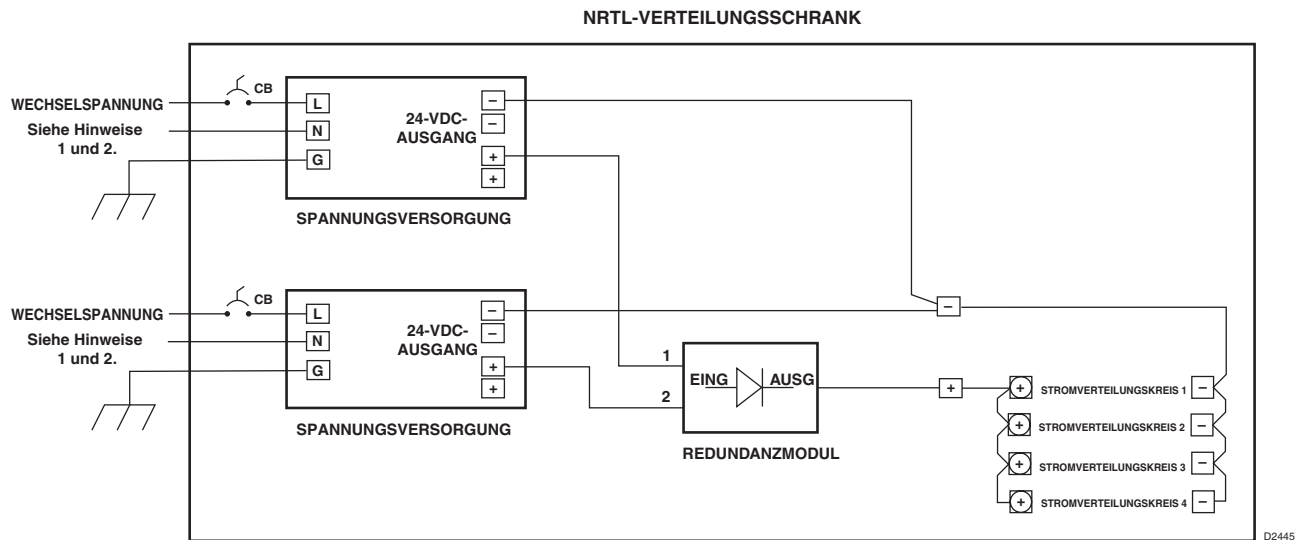 NRTL-VERTEILUNGSSCHRANK
CB
WECHSELSPANNUNG
Siehe Hinweise
1 und 2.
L
N
G
24-VDC-
AUSGANG
–
–
+
+
SPANNUNGSVERSORGUNG
CB
WECHSELSPANNUNG
Siehe Hinweise
1 und 2.
L
N
G
24-VDC-
AUSGANG
–
–
+
+
SPANNUNGSVERSORGUNG
–
1
2
EING
AUSG
REDUNDANZMODUL
+
+ STROMVERTEILUNGSKREIS 1 –
+ STROMVERTEILUNGSKREIS 2 –
+ STROMVERTEILUNGSKREIS 3 –
+ STROMVERTEILUNGSKREIS 4 –
D2445